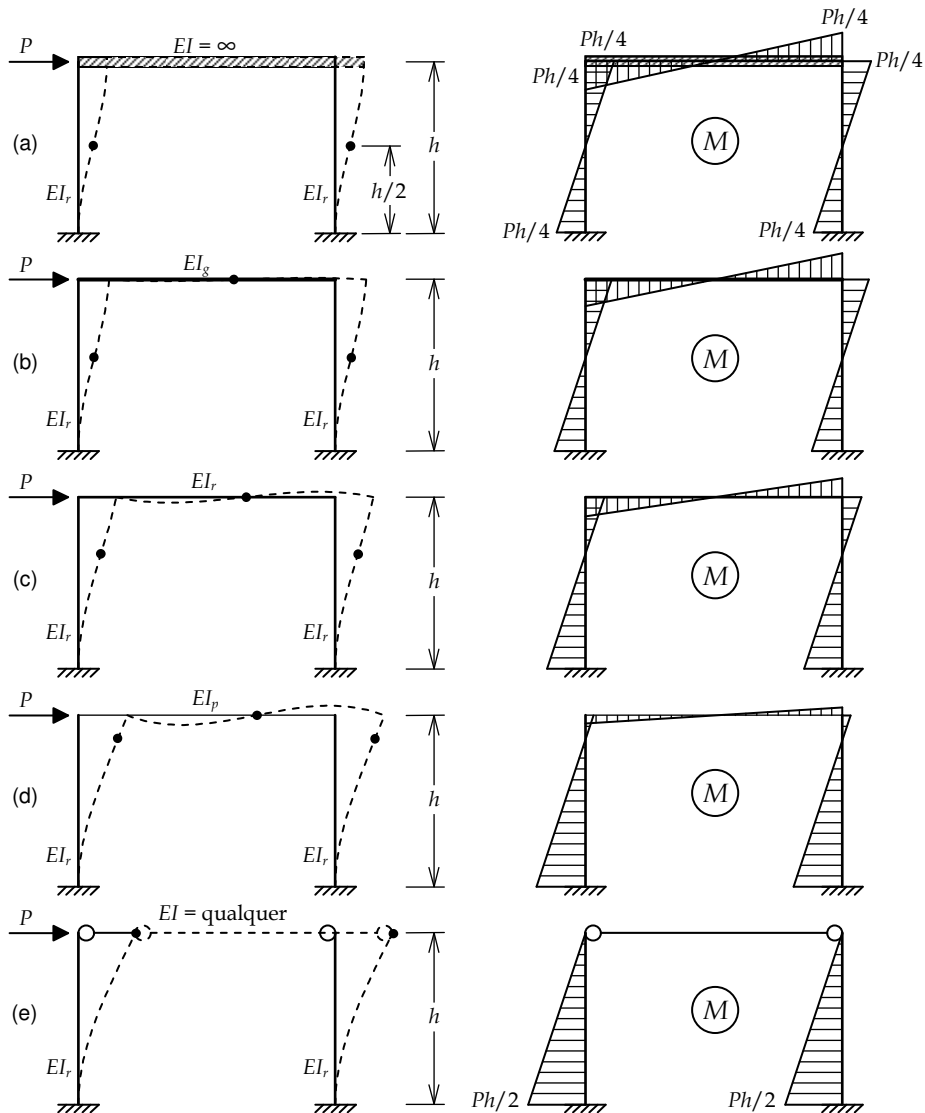 P
EI = ∞
(a)
EI_r
EI_r
h/2
h
Ph/4
Ph/4
Ph/4
Ph/4
M
Ph/4
Ph/4
P
EI_g
(b)
EI_r
EI_r
h
M
P
EI_r
(c)
EI_r
EI_r
h
M
P
EI_p
(d)
EI_r
EI_r
h
M
P
EI = qualquer
(e)
EI_r
EI_r
h
M
Ph/2
Ph/2